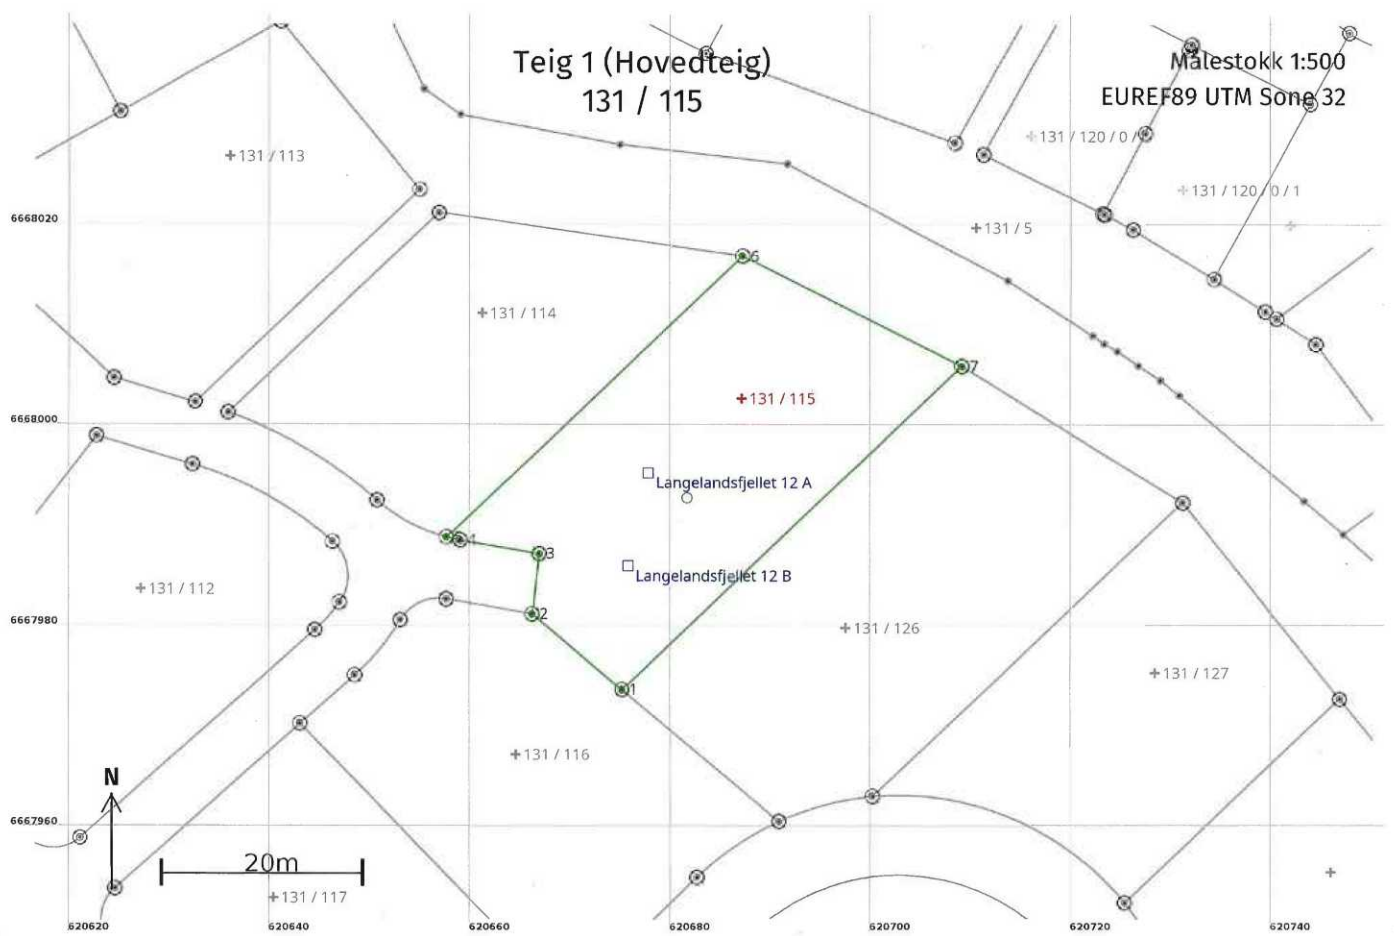 Teig 1 (Hovedteig)
131 / 115
Målestokk 1:500
EUREF89 UTM Sone 32
131 / 120 / 0 /
131 / 113
131 / 120 / 0 / 1
6668020
131 / 5
6
131 / 114
7
131 / 115
6668000
Langelandsfjellet 12 A
3
Langelandsfjellet 12 B
131 / 112
2
6667980
131 / 126
131 / 127
1
131 / 116
N
6667960
20m
131 / 117
620620
620640
620660
620680
620700
620720
620740